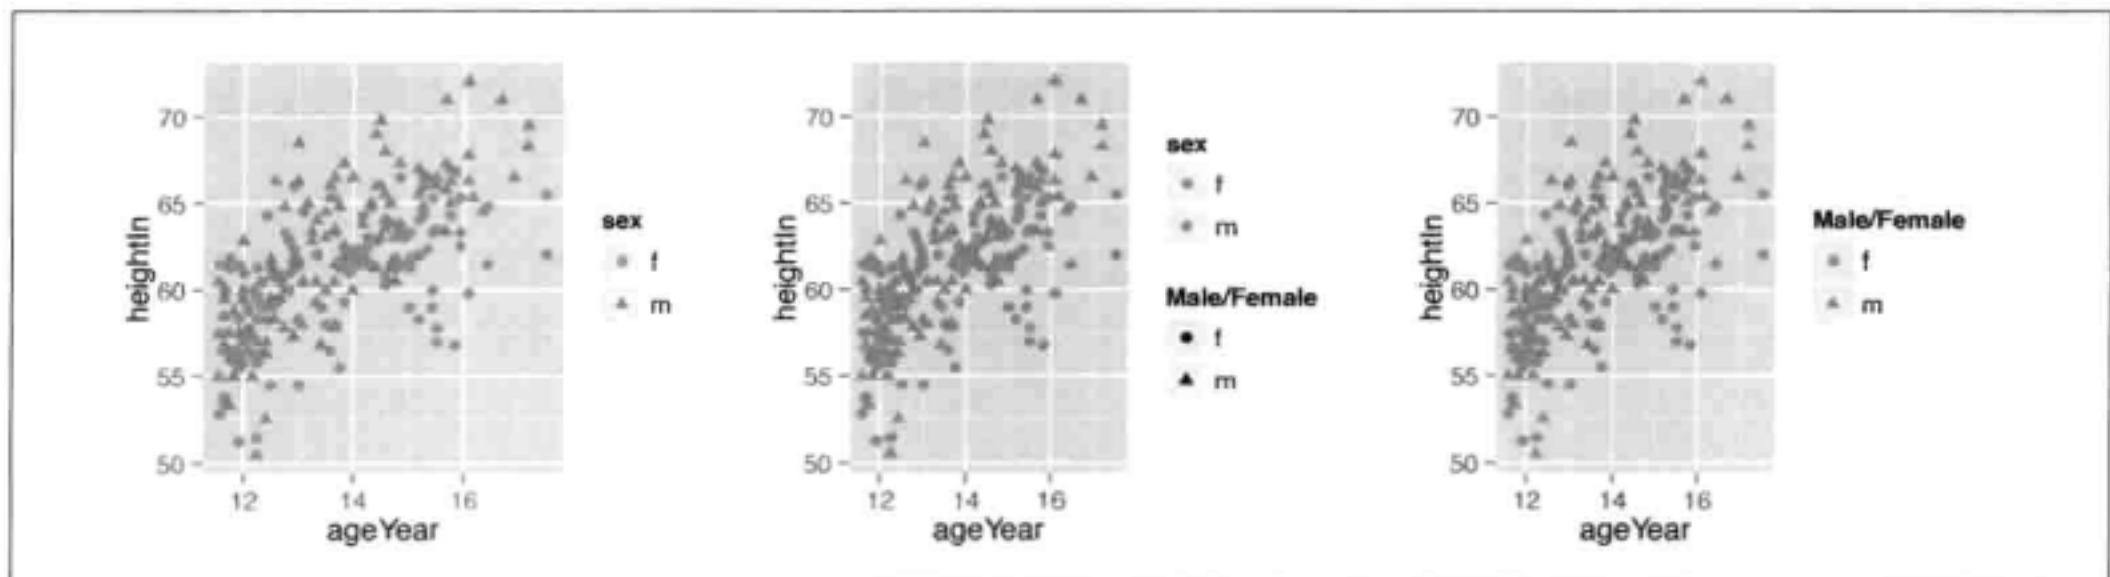 70
65
60
55
50
heightIn
12 14 16
ageYear
sex
f
m
70
65
60
55
50
heightIn
12 14 16
ageYear
sex
f
m
Male/Female
f
m
70
65
60
55
50
heightIn
12 14 16
ageYear
Male/Female
f
m